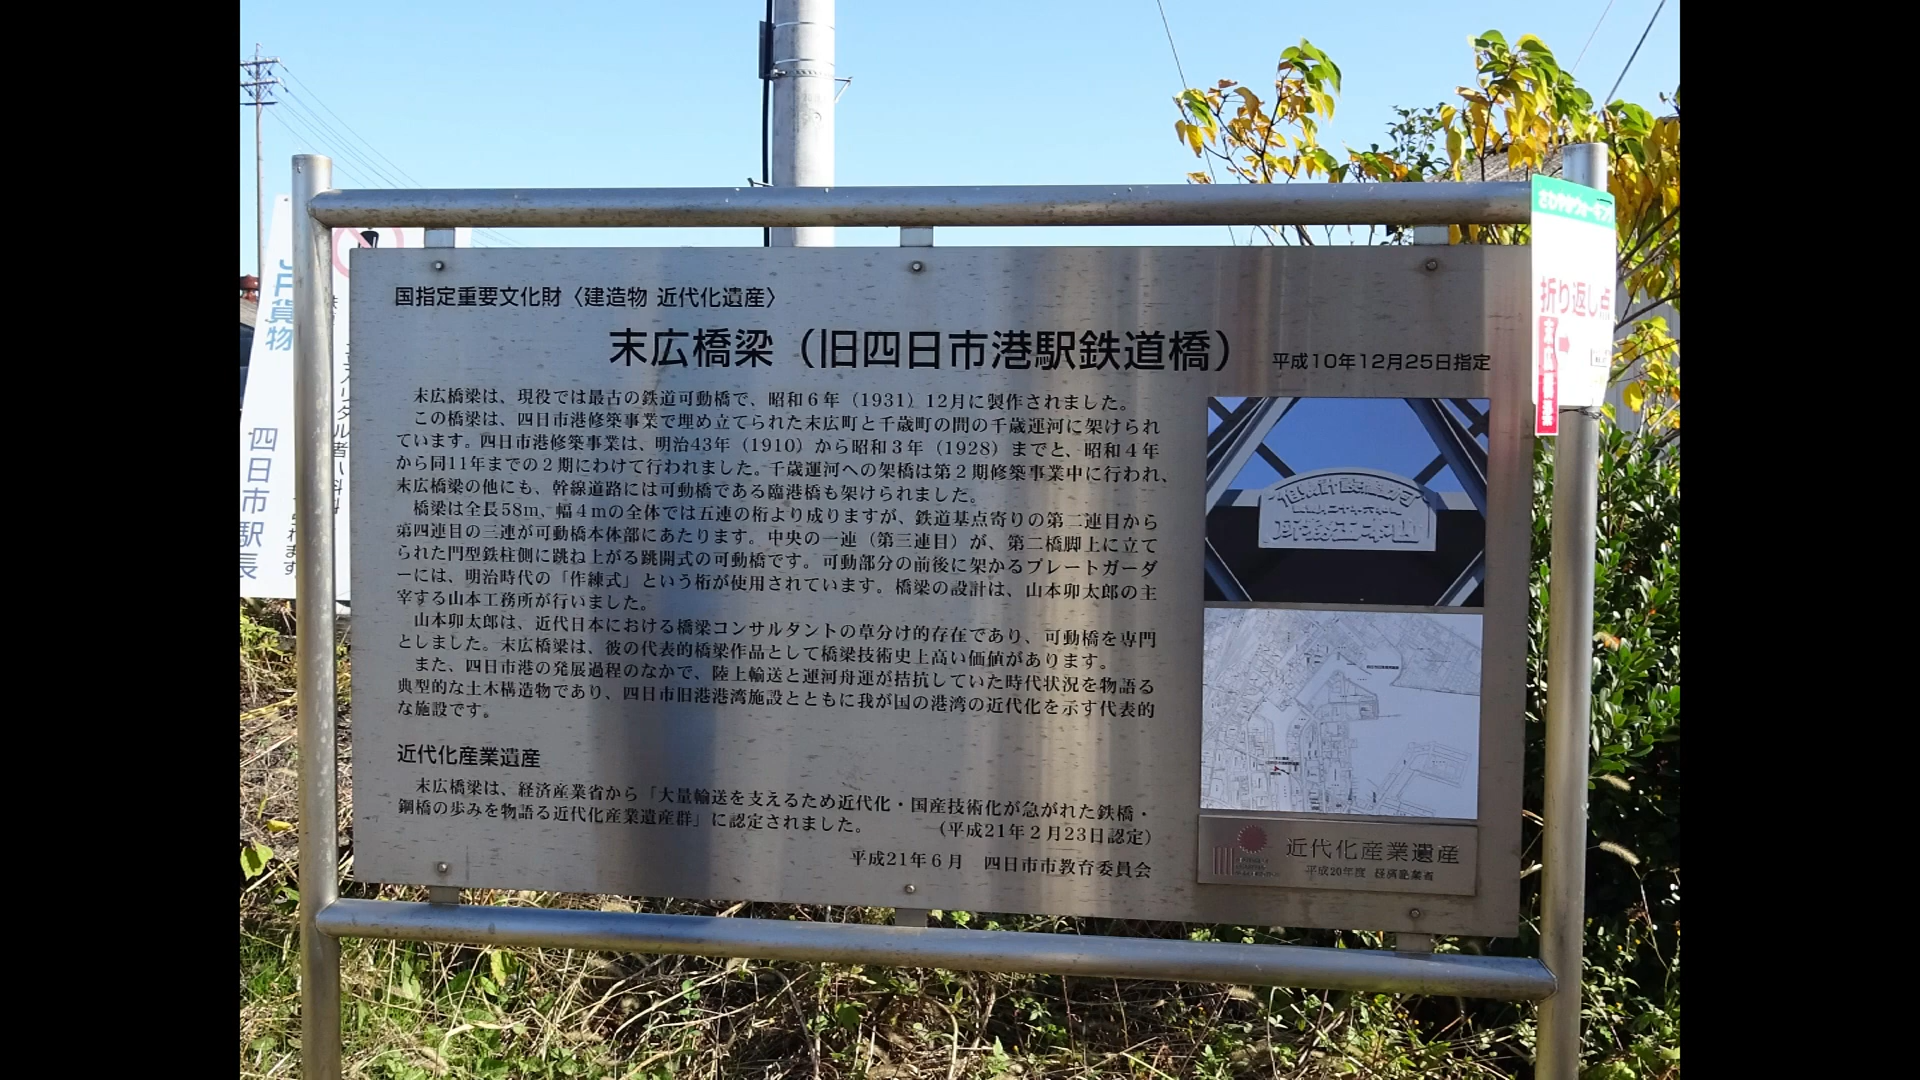 国指定重要文化財〈建造物 近代化遺産〉
末広橋梁（旧四日市港駅鉄道橋）
平成10年12月25日指定
末広橋梁は、現役では最古の鉄道可動橋で、昭和６年（1931）12月に製作されました。
この橋梁は、四日市港修築事業で埋め立てられた末広町と千歳町の間の千歳運河に架けられ
ています。四日市港修築事業は、明治43年（1910）から昭和３年（1928）までと、昭和４年
から同11年までの２期にわけて行われました。千歳運河への架橋は第２期修築事業中に行われ、
末広橋梁の他にも、幹線道路には可動橋である臨港橋も架けられました。
橋梁は全長58m、幅４mの全体では五連の桁より成りますが、鉄道基点寄りの第二連目から
第四連目の三連が可動橋本体部にあたります。中央の一連（第三連目）が、第二橋脚上に立て
られた門型鉄柱側に跳ね上がる跳開式の可動橋です。可動部分の前後に架かるプレートガーダ
ーには、明治時代の「作練式」という桁が使用されています。橋梁の設計は、山本卯太郎の主
宰する山本工務所が行いました。
山本卯太郎は、近代日本における橋梁コンサルタントの草分け的存在であり、可動橋を専門
としました。末広橋梁は、彼の代表的橋梁作品として橋梁技術史上高い価値があります。
また、四日市港の発展過程のなかで、陸上輸送と運河舟運が拮抗していた時代状況を物語る
典型的な土木構造物であり、四日市旧港港湾施設とともに我が国の港湾の近代化を示す代表的
な施設です。
近代化産業遺産
末広橋梁は、経済産業省から「大量輸送を支えるため近代化・国産技術化が急がれた鉄橋・
鋼橋の歩みを物語る近代化産業遺産群」に認定されました。
（平成21年２月23日認定）
平成21年６月 四日市市教育委員会
近代化産業遺産
平成20年度 経済産業省
さわやかウォーキング
折り返し点
末広橋梁
貨物
四日市駅長